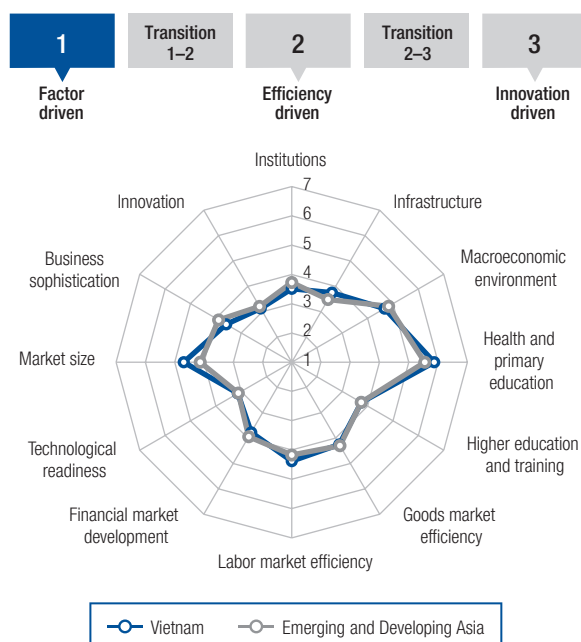 1
Transition
1–2
2
Transition
2–3
3
Factor
driven
Efficiency
driven
Innovation
driven
Institutions
Infrastructure
Macroeconomic
environment
Health and
primary
education
Higher education
and training
Goods market
efficiency
Labor market efficiency
Financial market
development
Technological
readiness
Market size
Business
sophistication
Innovation
7
6
5
4
3
2
1
Vietnam
Emerging and Developing Asia